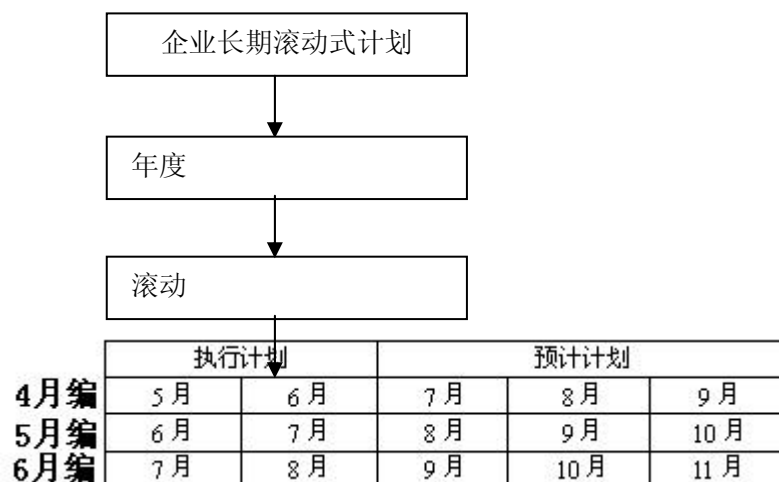 企业长期滚动式计划
年度
滚动
执行计划 预计计划
4月编 5月 6月 7月 8月 9月
5月编 6月 7月 8月 9月 10月
6月编 7月 8月 9月 10月 11月